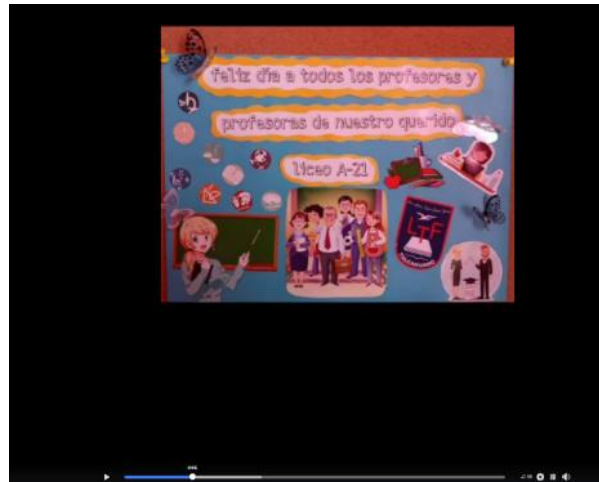 feliz día a todos los profesores y
profesoras de nuestro querido
liceo A-21
LTF